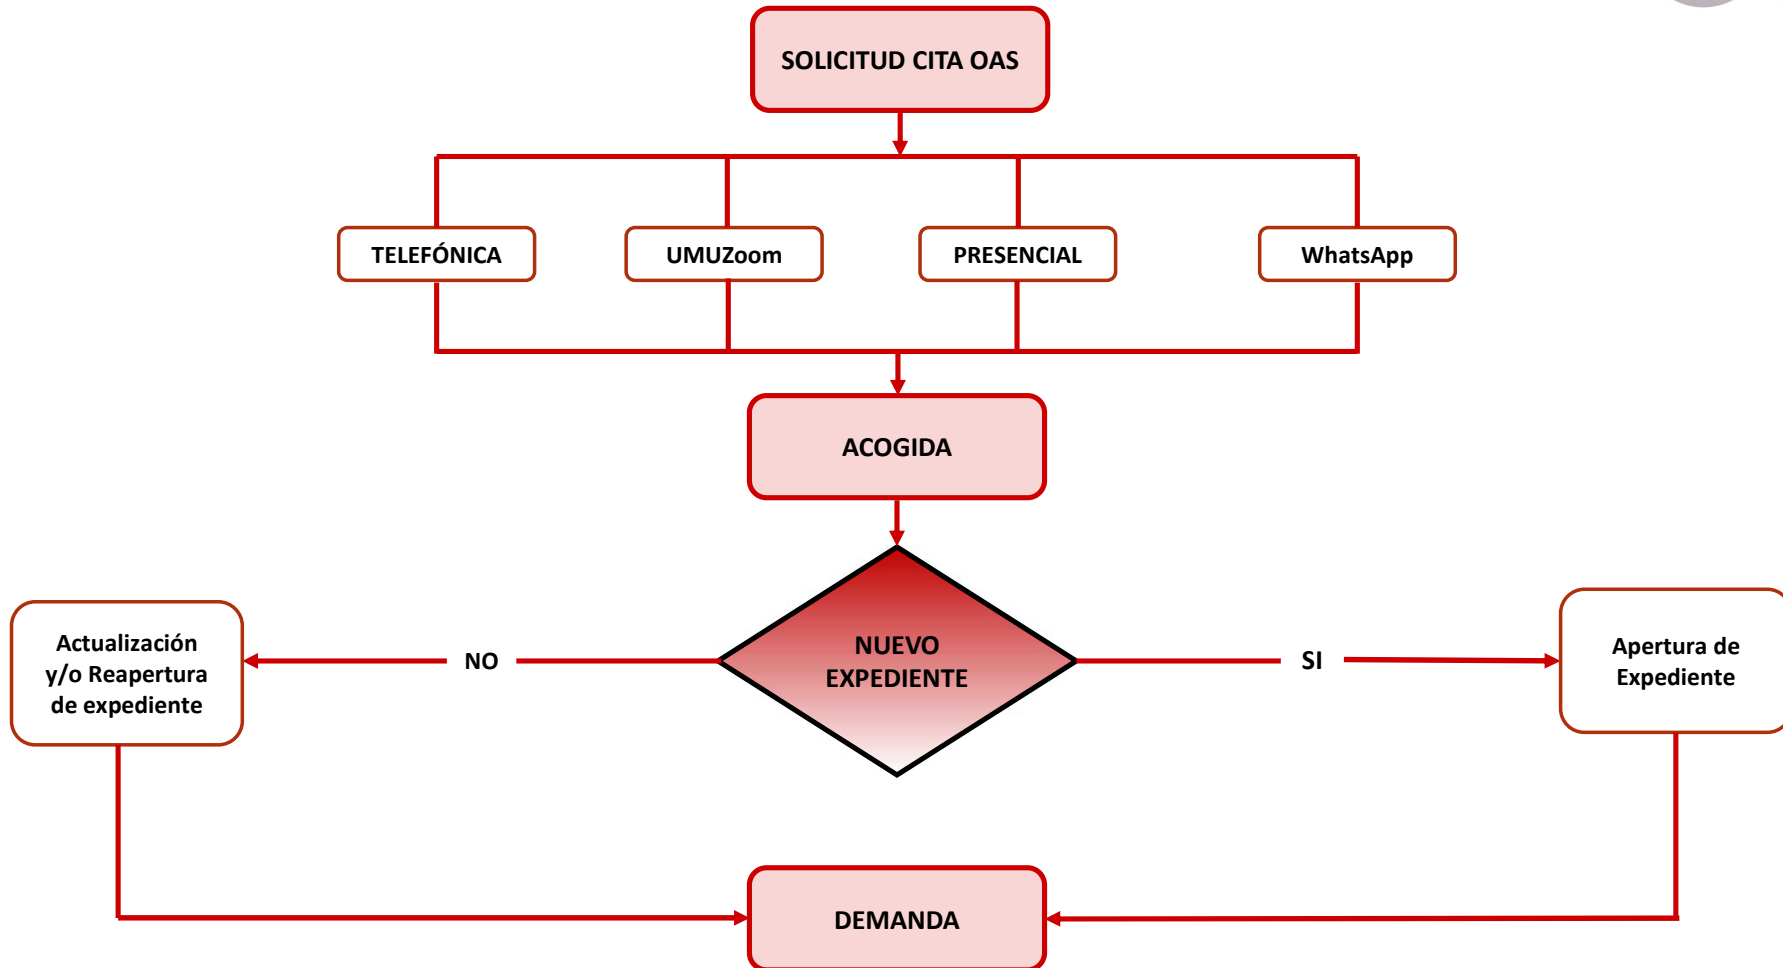 SOLICITUD CITA OAS
TELEFÓNICA
UMUZoom
PRESENCIAL
WhatsApp
ACOGIDA
NUEVO
EXPEDIENTE
NO
SI
Actualización
y/o Reapertura
de expediente
Apertura de
Expediente
DEMANDA